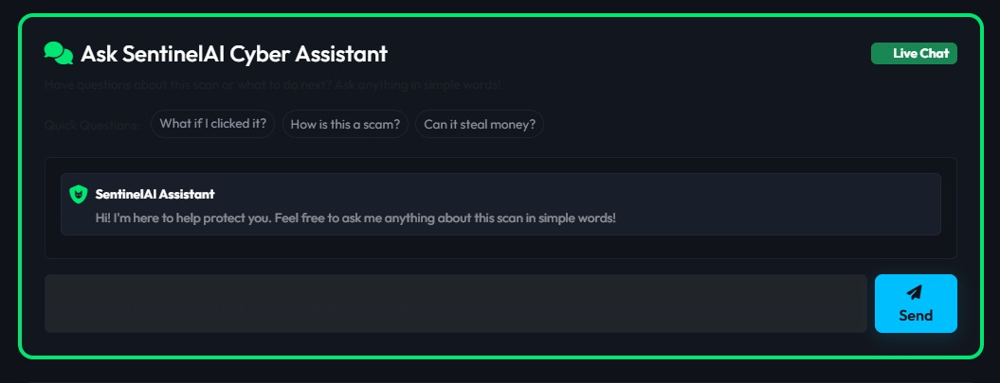 Ask SentinelAI Cyber Assistant
Live Chat
Have questions about this scan or what to do next? Ask anything in simple words!
Quick Questions:
What if I clicked it?
How is this a scam?
Can it steal money?
SentinelAI Assistant
Hi! I'm here to help protect you. Feel free to ask me anything about this scan in simple words!
Send